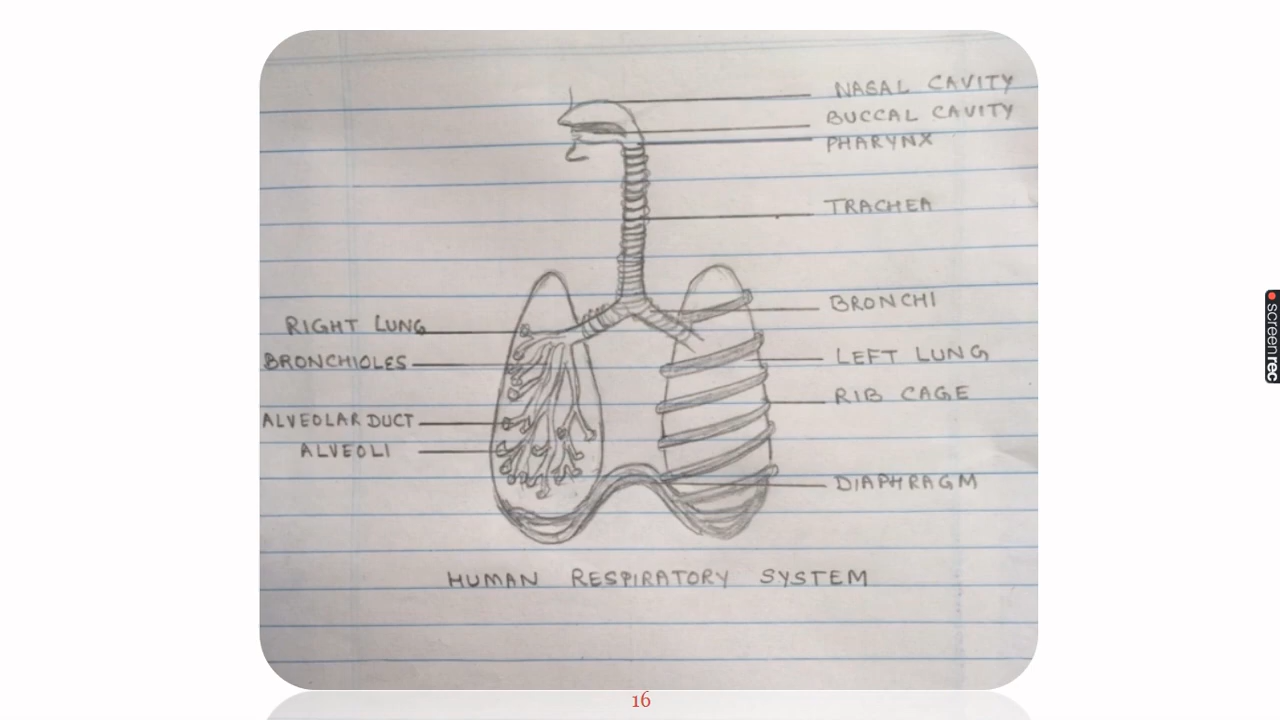 NASAL CAVITY
BUCCAL CAVITY
PHARYNX
TRACHEA
BRONCHI
RIGHT LUNG
LEFT LUNG
BRONCHIOLES
RIB CAGE
ALVEOLAR DUCT
ALVEOLI
DIAPHRAGM
HUMAN RESPIRATORY SYSTEM
16
screenrec